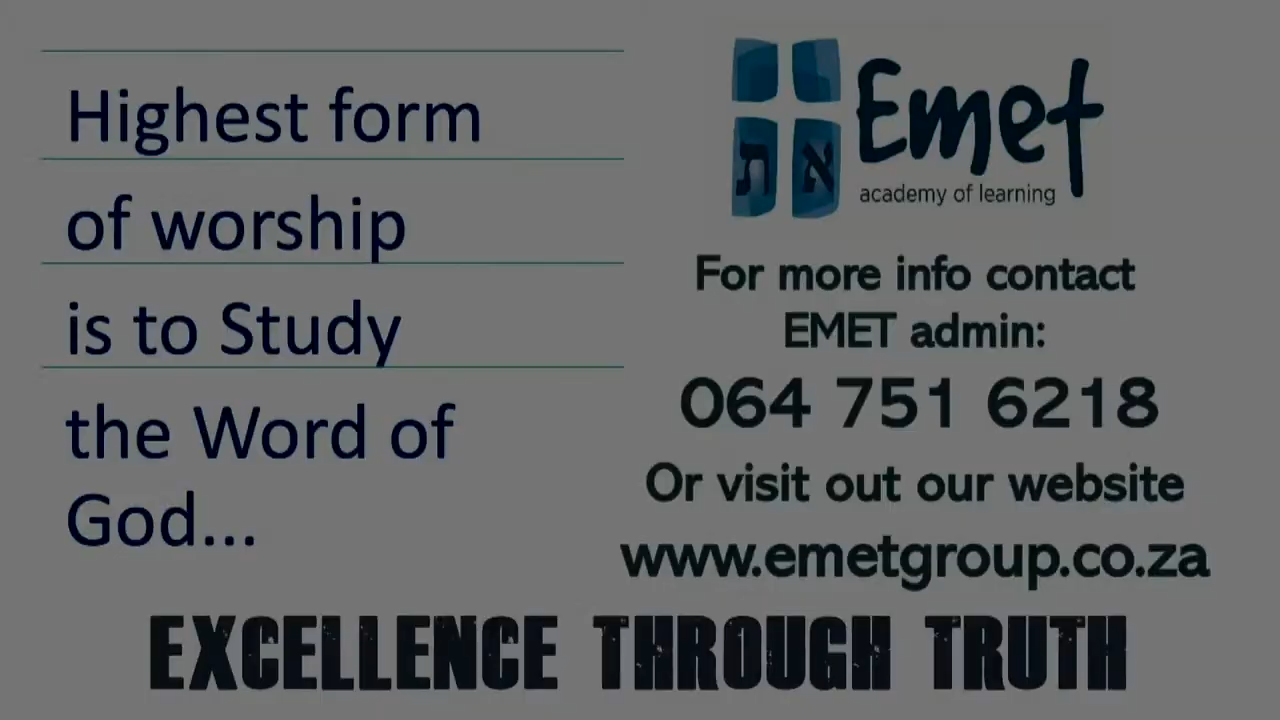 Highest form
of worship
is to Study
the Word of
God...
ת א
Emet
academy of learning
For more info contact
EMET admin:
064 751 6218
Or visit out our website
www.emetgroup.co.za
EXCELLENCE THROUGH TRUTH